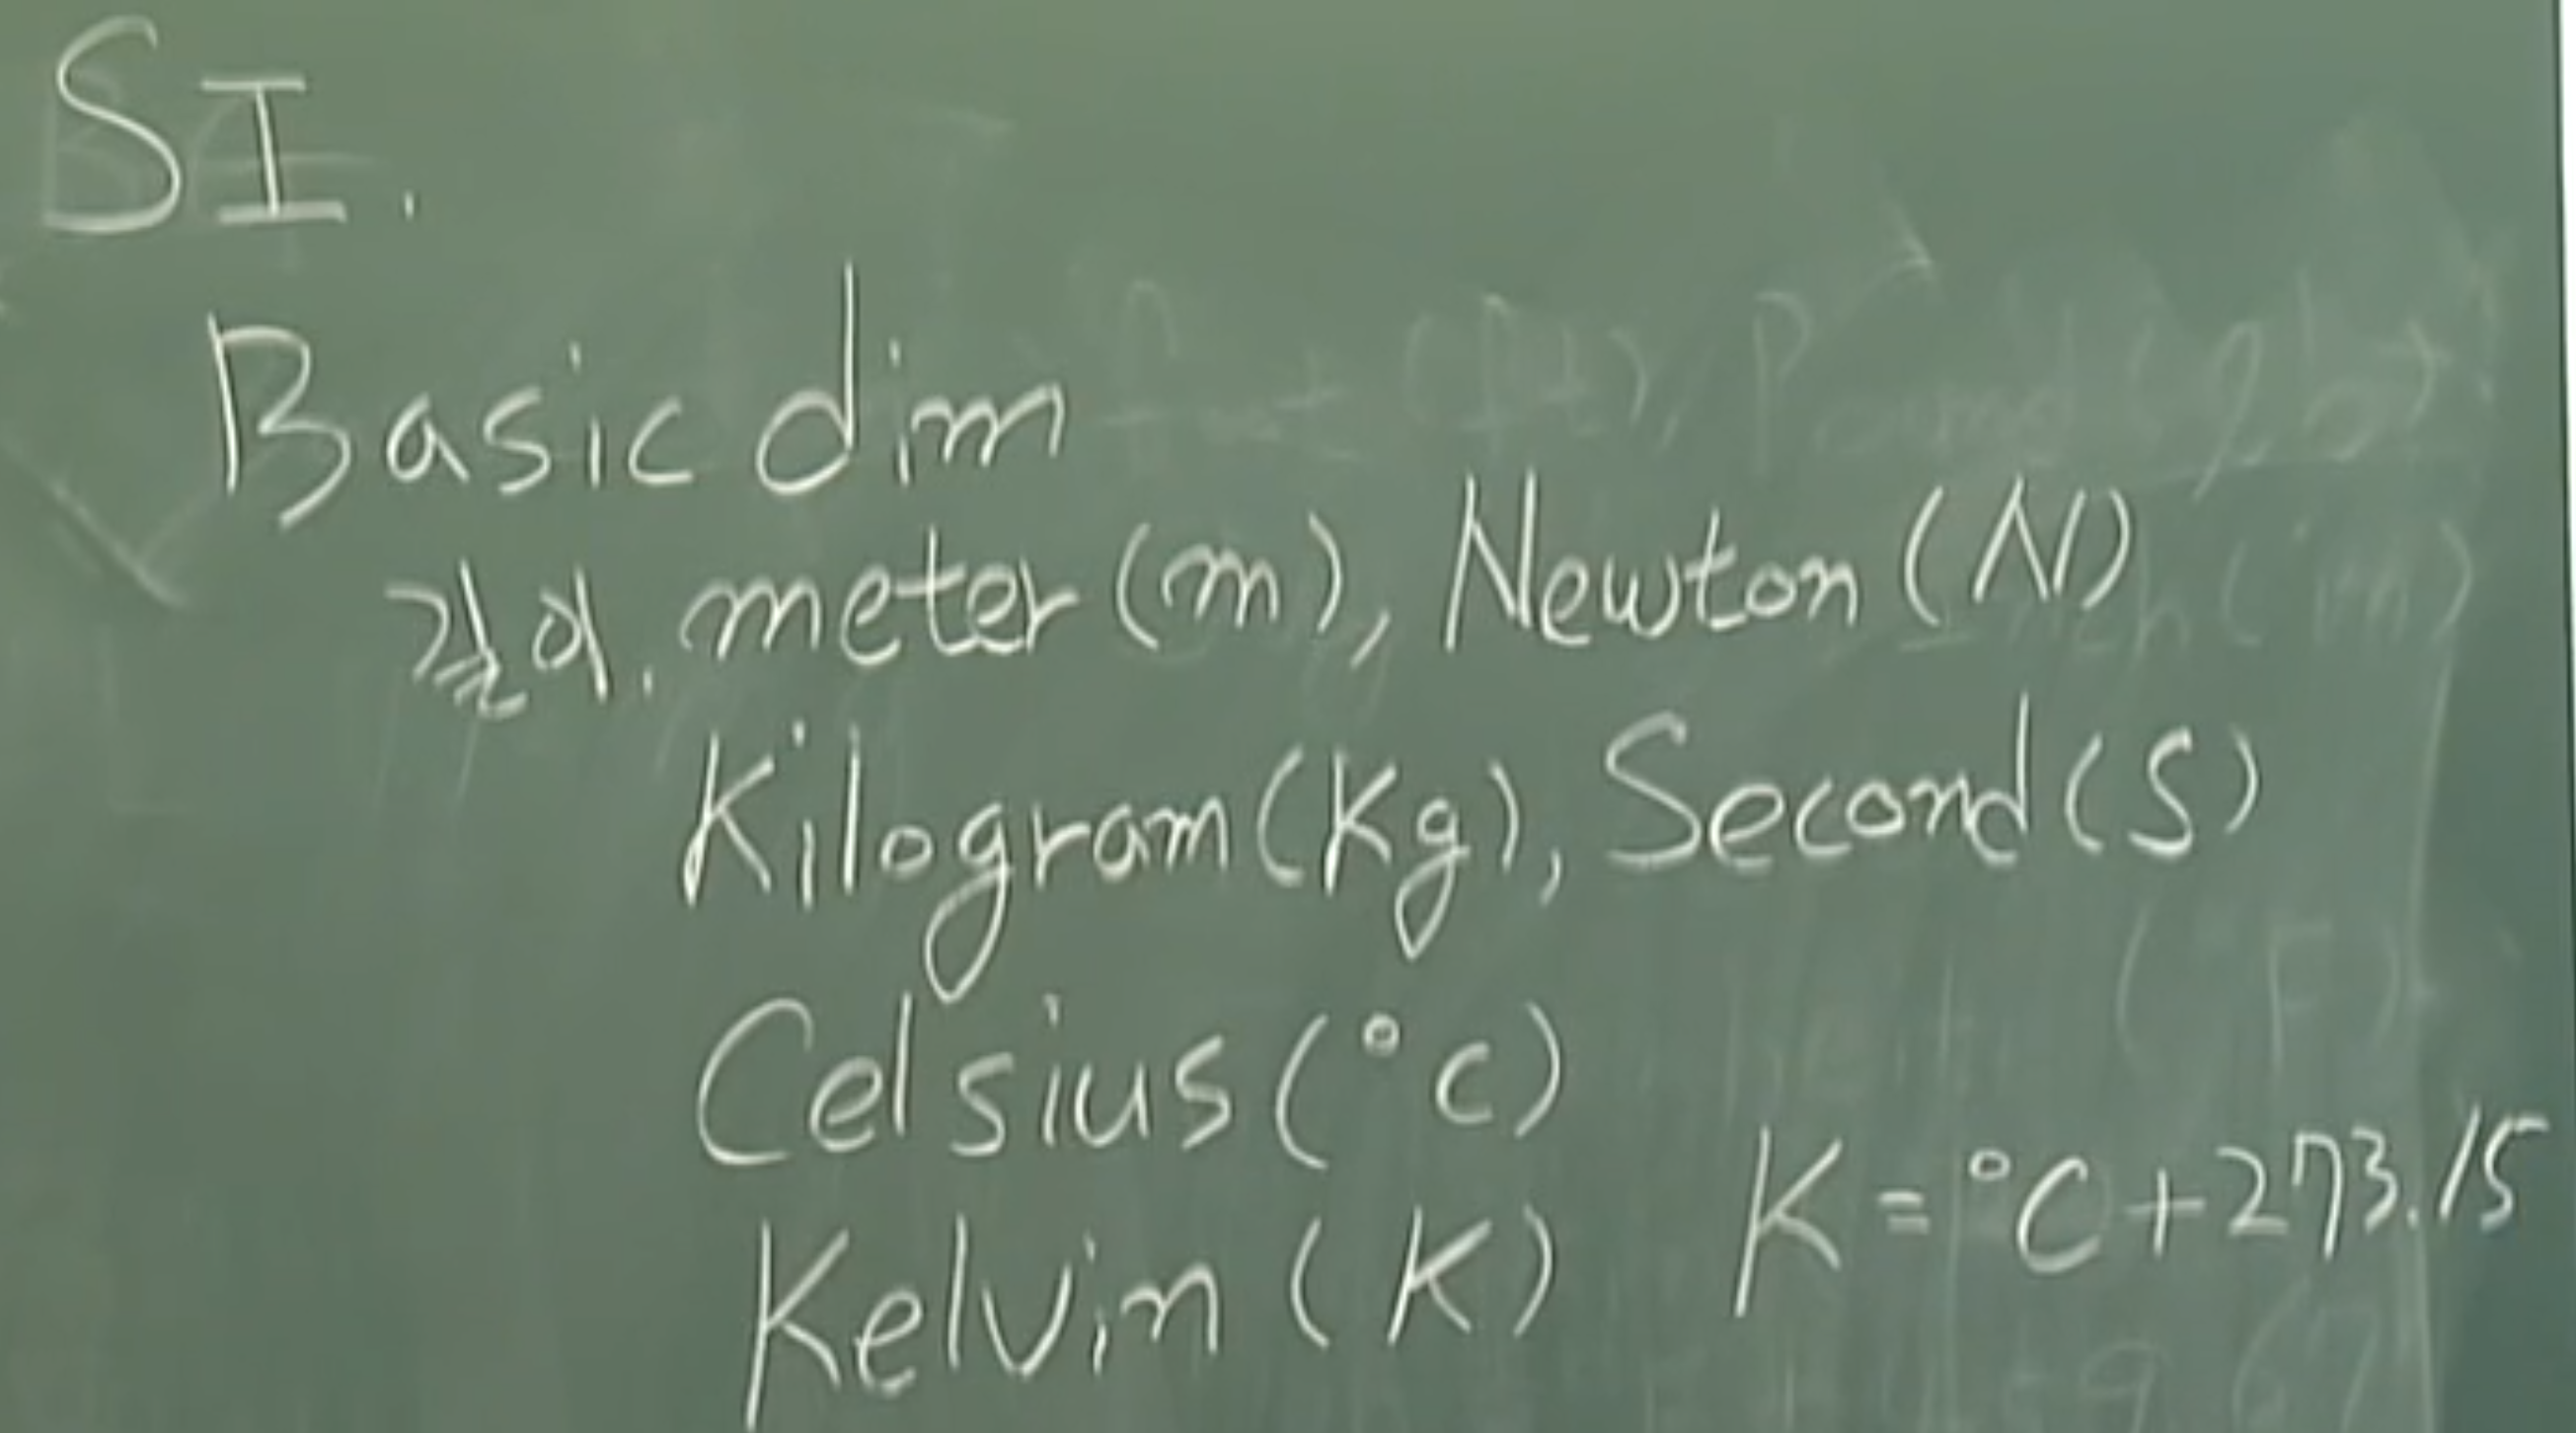 SI.
Basic dim
길이. meter(m), Newton(N)
Kilogram(Kg), Second(S)
Celsius(°C)
Kelvin(K) K=°C+273.15